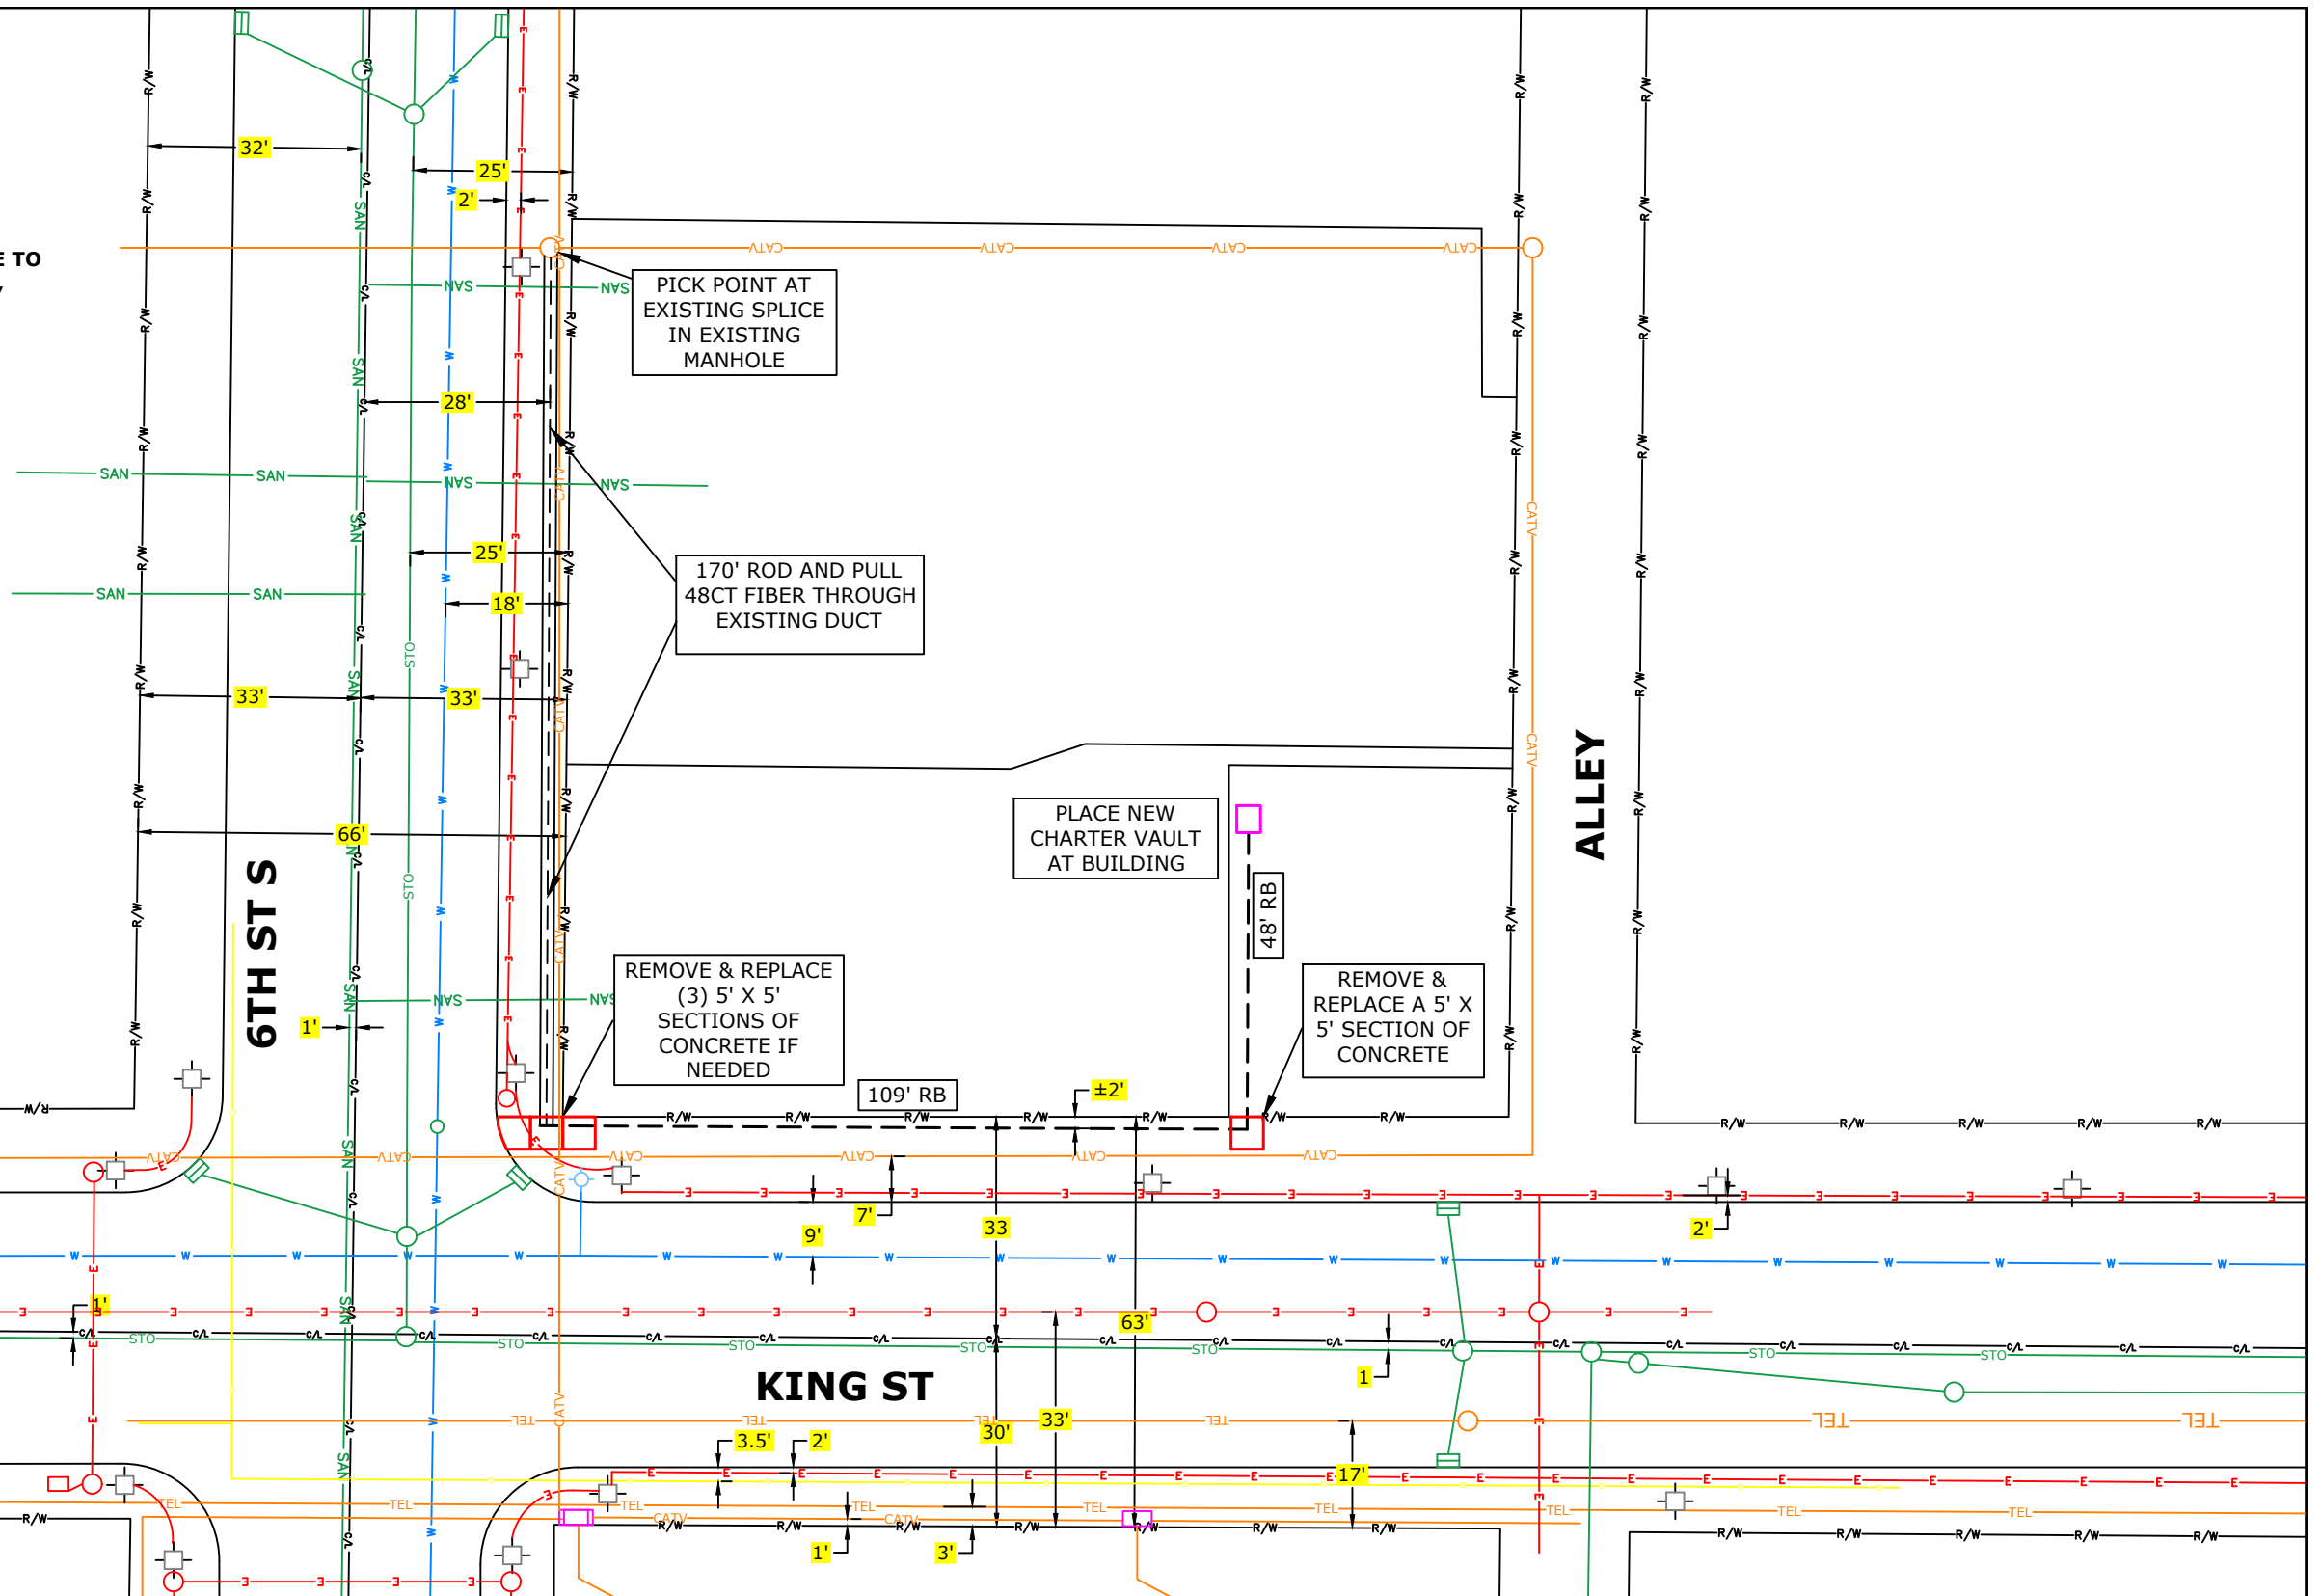 32'
25'
2'
E TO
PICK POINT AT
EXISTING SPLICE
IN EXISTING
MANHOLE
28'
25'
170' ROD AND PULL
48CT FIBER THROUGH
EXISTING DUCT
18'
33'
33'
66'
ALLEY
PLACE NEW
CHARTER VAULT
AT BUILDING
48' RB
6TH ST S
REMOVE & REPLACE
(3) 5' X 5'
SECTIONS OF
CONCRETE IF
NEEDED
REMOVE &
REPLACE A 5' X
5' SECTION OF
CONCRETE
1'
109' RB
±2'
7'
9'
33
2'
1'
63'
1
KING ST
33'
30'
3.5'
2'
17'
1'
3'
R/W
C/L
SAN
STO
W
E
CATV
TEL